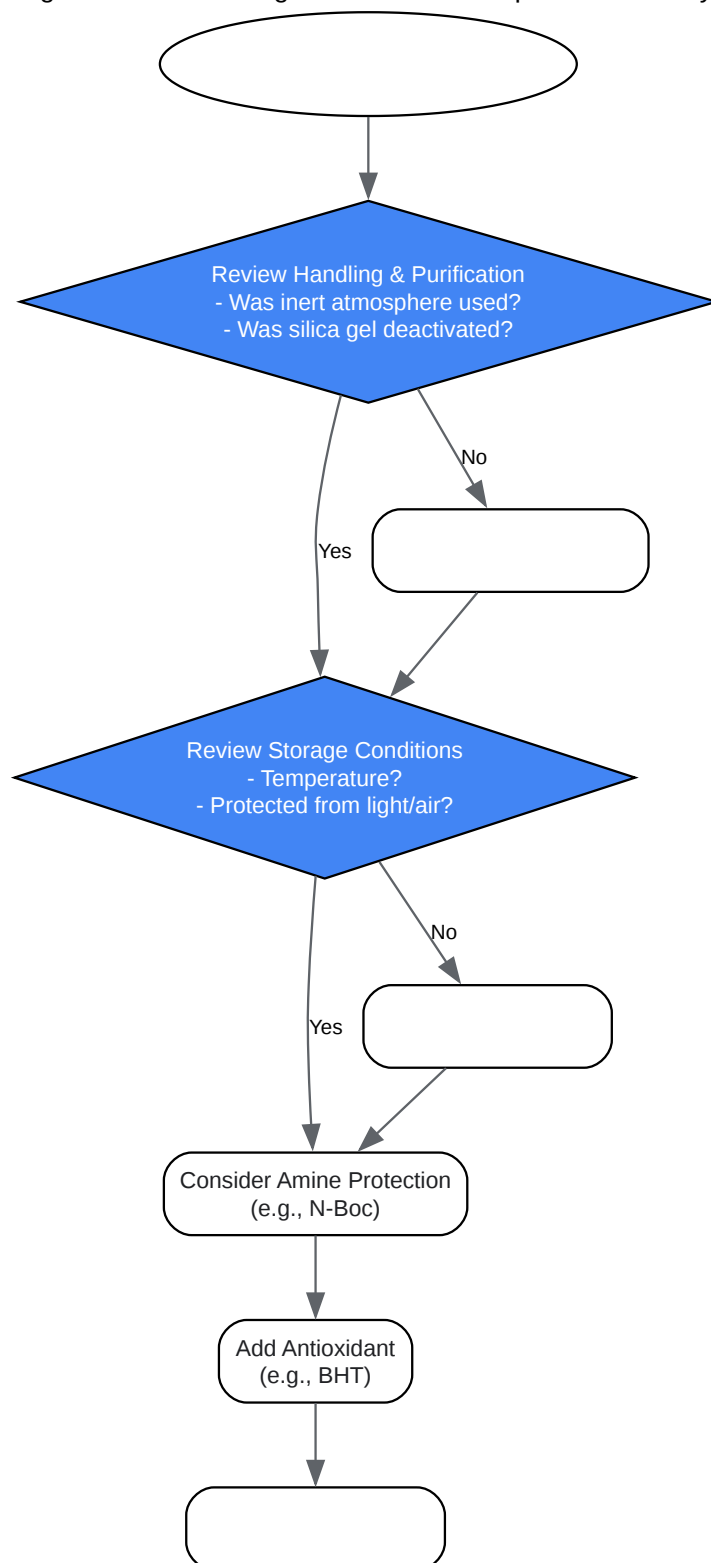 Review Handling & Purification
- Was inert atmosphere used?
- Was silica gel deactivated?
No
Yes
Review Storage Conditions
- Temperature?
- Protected from light/air?
No
Yes
Consider Amine Protection
(e.g., N-Boc)
Add Antioxidant
(e.g., BHT)